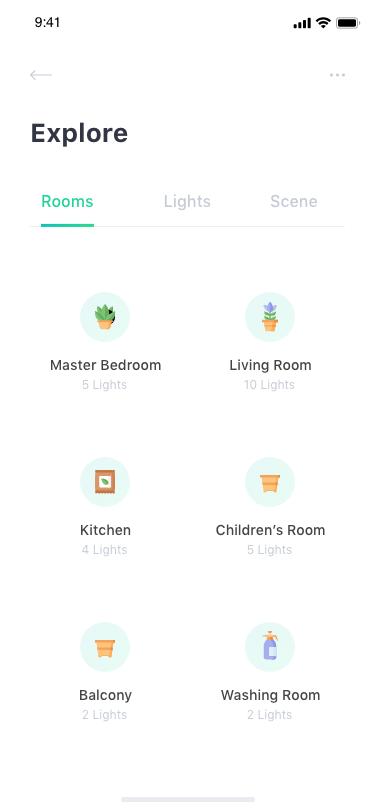 9:41
Explore
Rooms Lights Scene
Master Bedroom Living Room
5 Lights 10 Lights
Kitchen Children’s Room
4 Lights 5 Lights
Balcony Washing Room
2 Lights 2 Lights